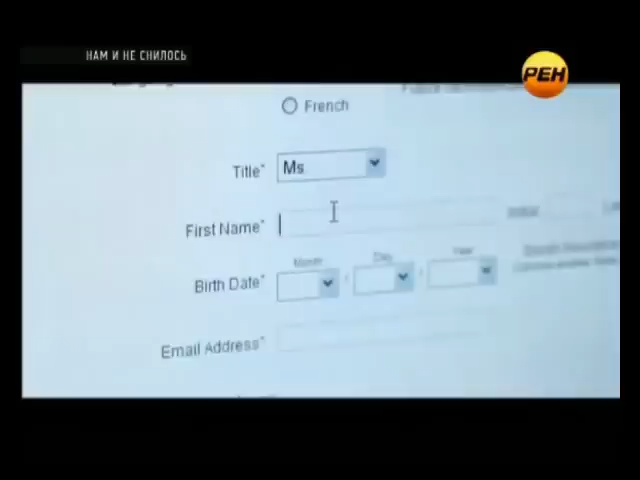 НАМ И НЕ СНИЛОСЬ
РЕН
French
Title* Ms
First Name*
Month Day Year
Birth Date* / /
Email Address*